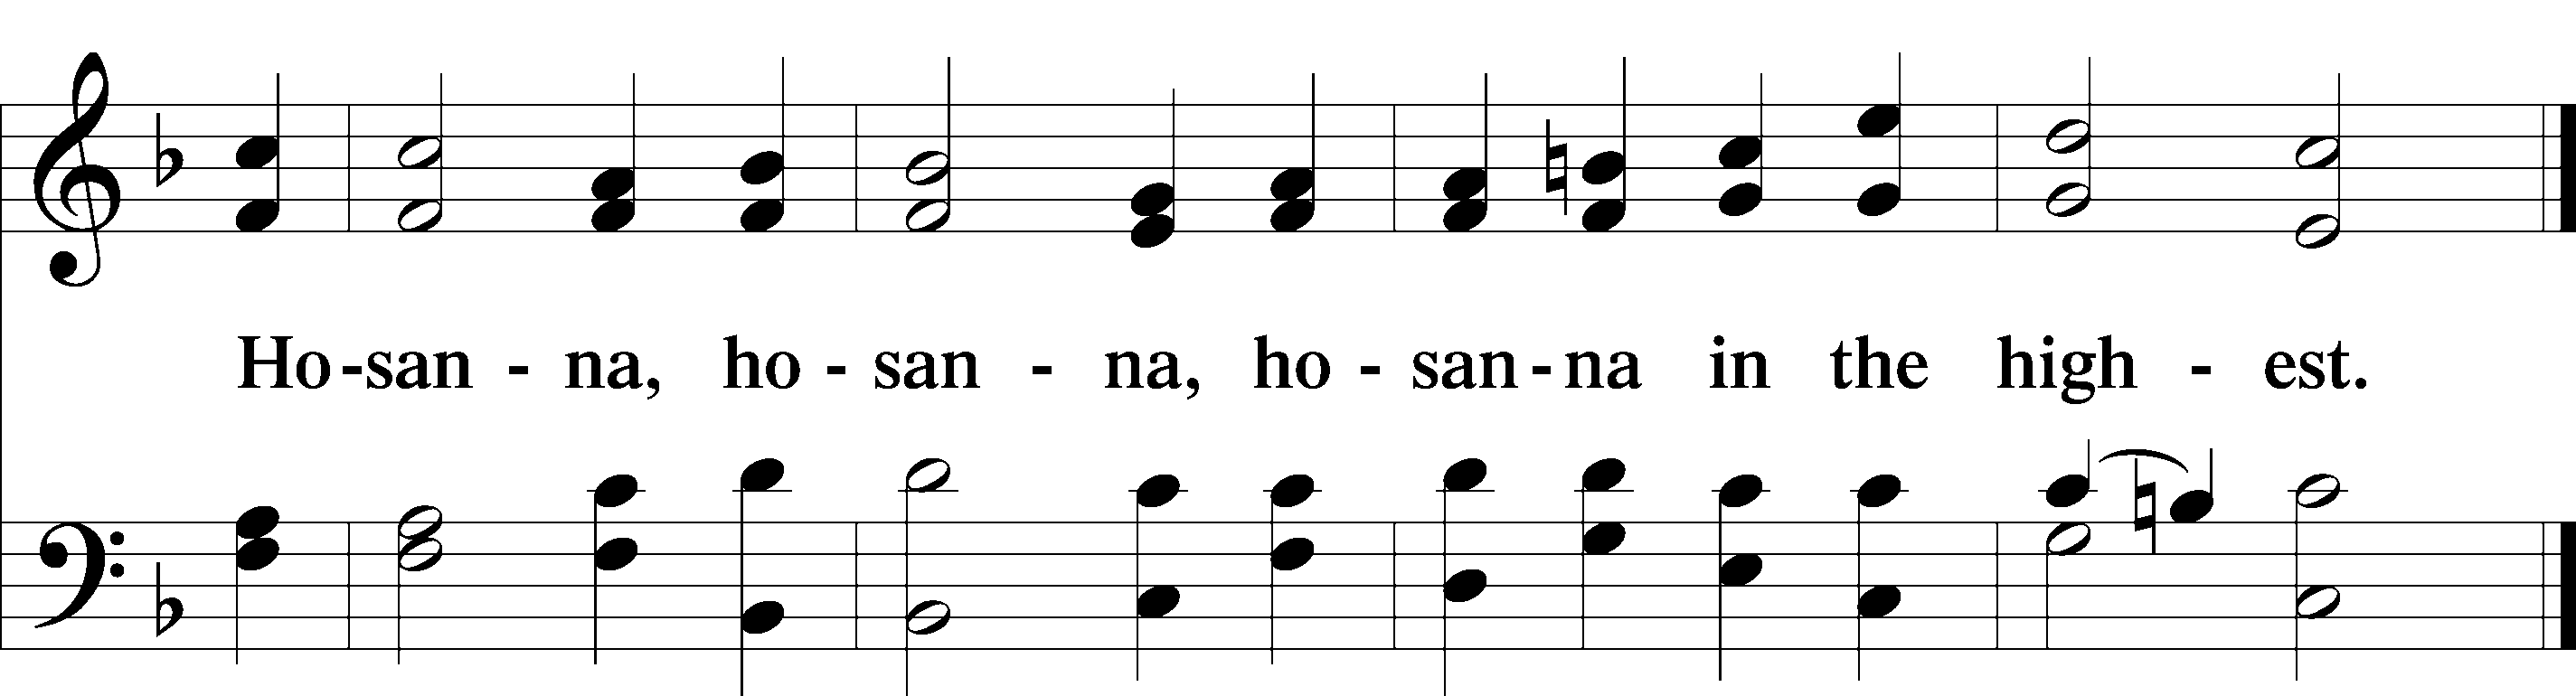 Ho - san - na, ho - san - na, ho - san - na in the high - est.